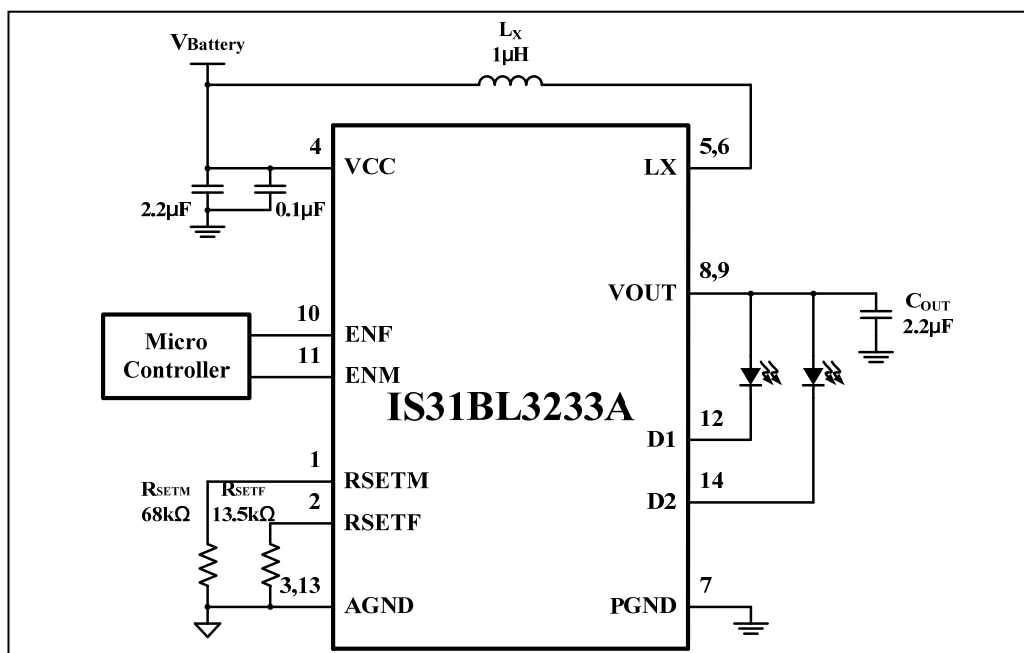 LX
1µH
VBattery
4
VCC
5,6
LX
2.2µF
0.1µF
8,9
VOUT
COUT
2.2µF
10
ENF
Micro
Controller
11
ENM
IS31BL3233A
12
D1
1
RSETM
RSETM
68kΩ
RSETF
13.5kΩ
2
RSETF
14
D2
3,13
AGND
7
PGND